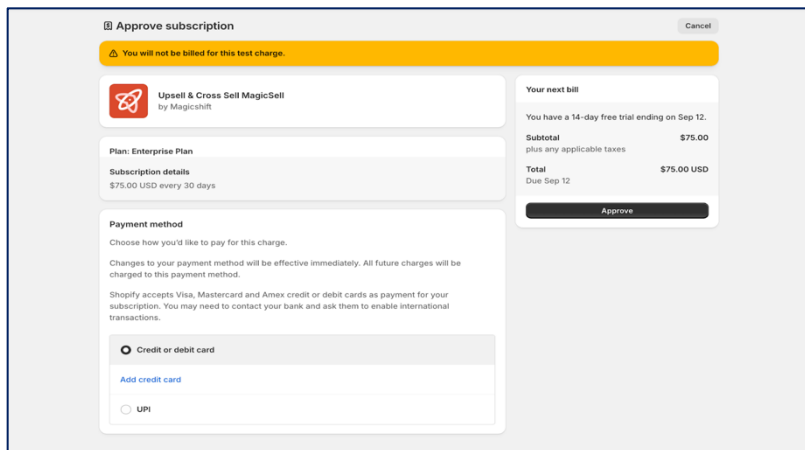 Approve subscription
Cancel
You will not be billed for this test charge.
Upsell & Cross Sell MagicSell
by Magicshift
Plan: Enterprise Plan
Subscription details
$75.00 USD every 30 days
Payment method
Choose how you'd like to pay for this charge.
Changes to your payment method will be effective immediately. All future charges will be
charged to this payment method.
Shopify accepts Visa, Mastercard and Amex credit or debit cards as payment for your
subscription. You may need to contact your bank and ask them to enable international
transactions.
Credit or debit card
Add credit card
UPI
Your next bill
You have a 14-day free trial ending on Sep 12.
Subtotal $75.00
plus any applicable taxes
Total $75.00 USD
Due Sep 12
Approve